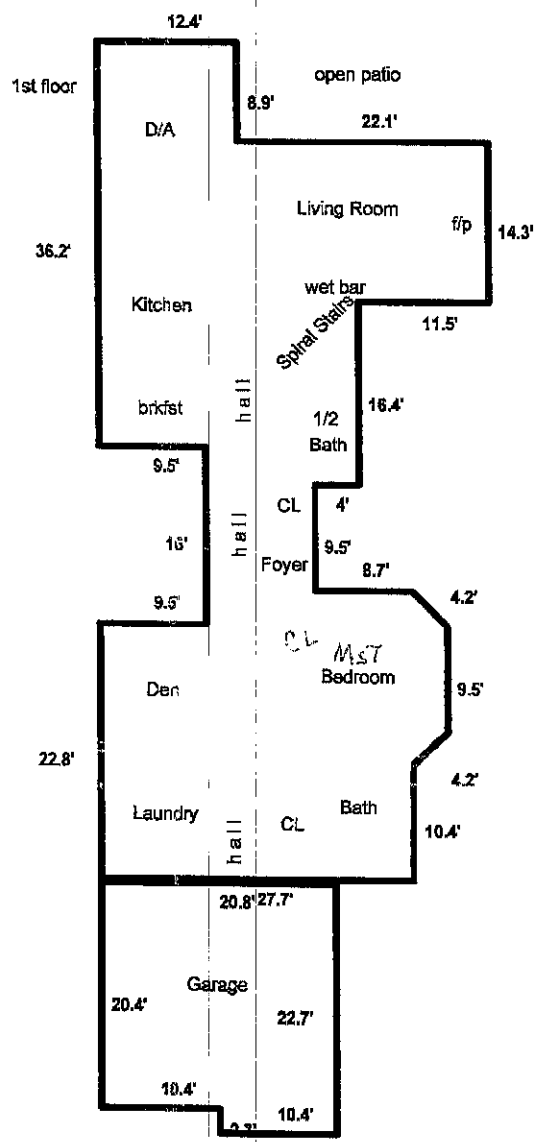 12.4'
1st floor
open patio
8.9'
22.1'
D/A
Living Room
f/p
14.3'
36.2'
wet bar
Kitchen
Spiral Stairs
11.5'
hall
16.4'
brkfst
1/2
Bath
9.5'
CL
4'
16'
hall
9.5'
Foyer
8.7'
9.5'
4.2'
CL
MST
Bedroom
Den
9.5'
22.8'
4.2'
Laundry
Bath
hall
CL
10.4'
20.8'
27.7'
Garage
20.4'
22.7'
10.4'
10.4'